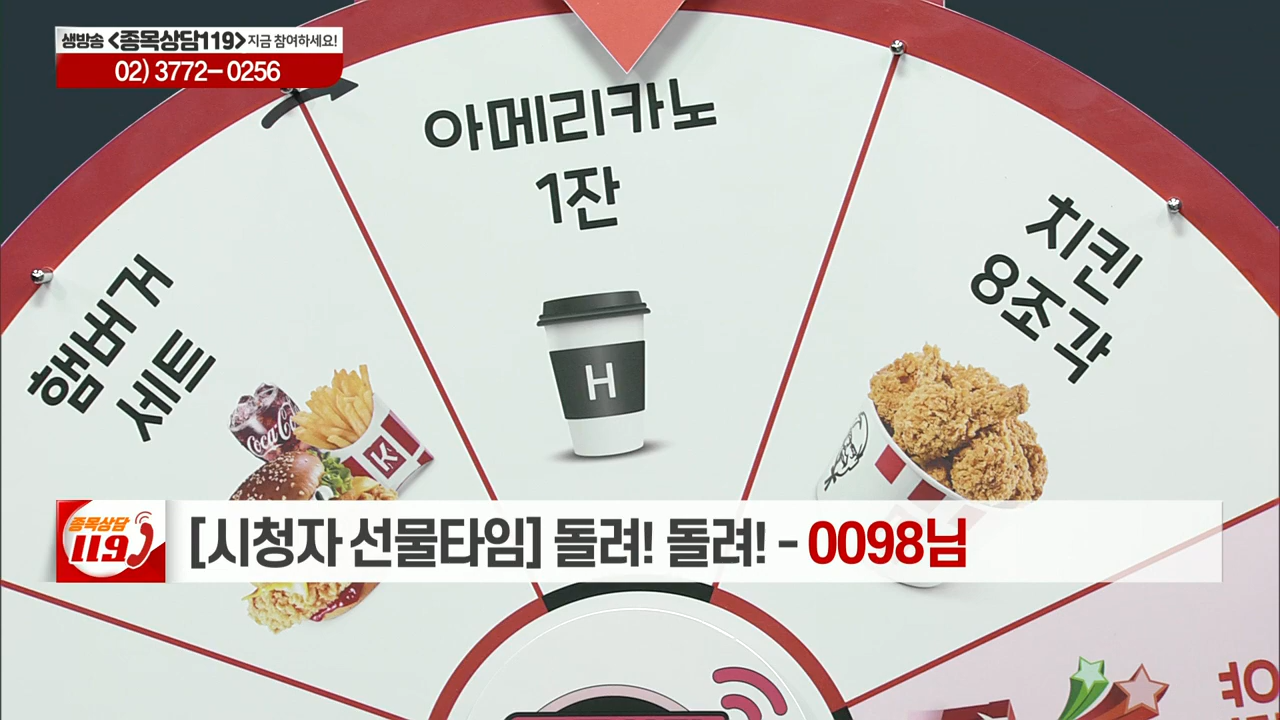 생방송 <종목상담119> 지금 참여하세요!
02) 3772-0256
아메리카노
1잔
H
햄버거
세트
Coca-Co
K
치킨
8조각
종목상담
119
[시청자 선물타임] 돌려! 돌려! - 0098님